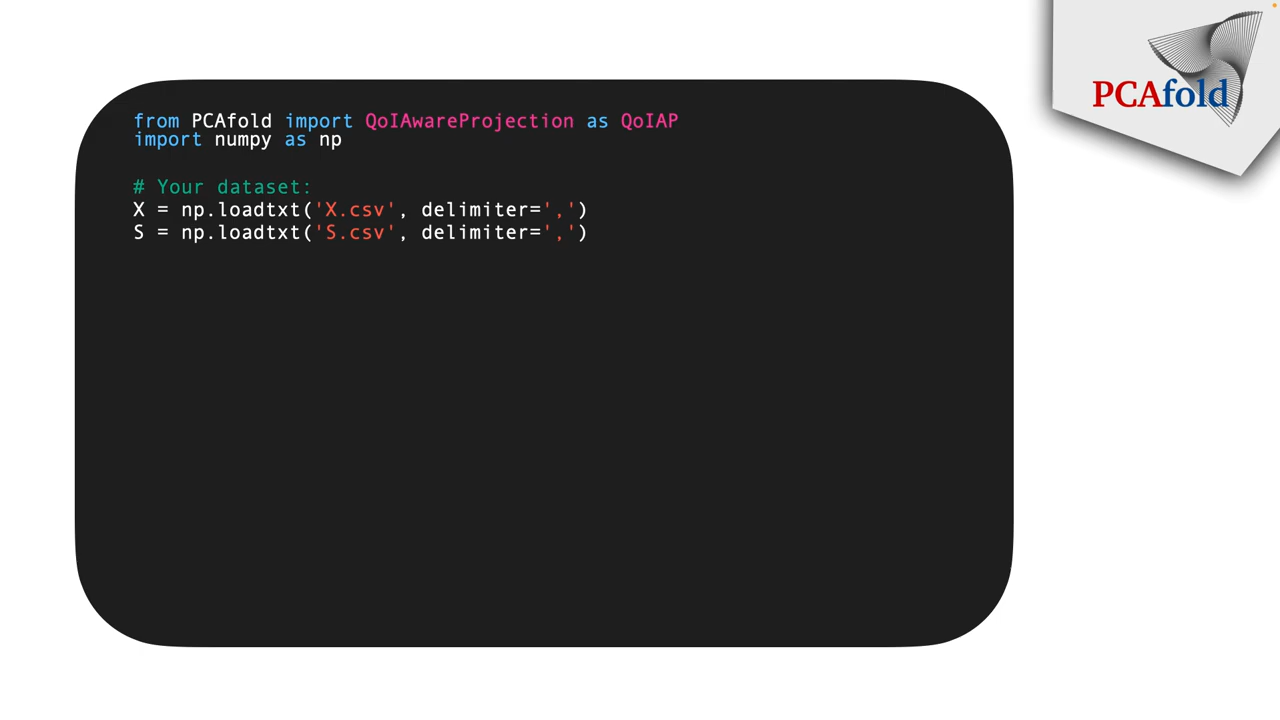 from PCAfold import QoIAwareProjection as QoIAP
import numpy as np
# Your dataset:
X = np.loadtxt('X.csv', delimiter=',')
S = np.loadtxt('S.csv', delimiter=',')
PCAfold